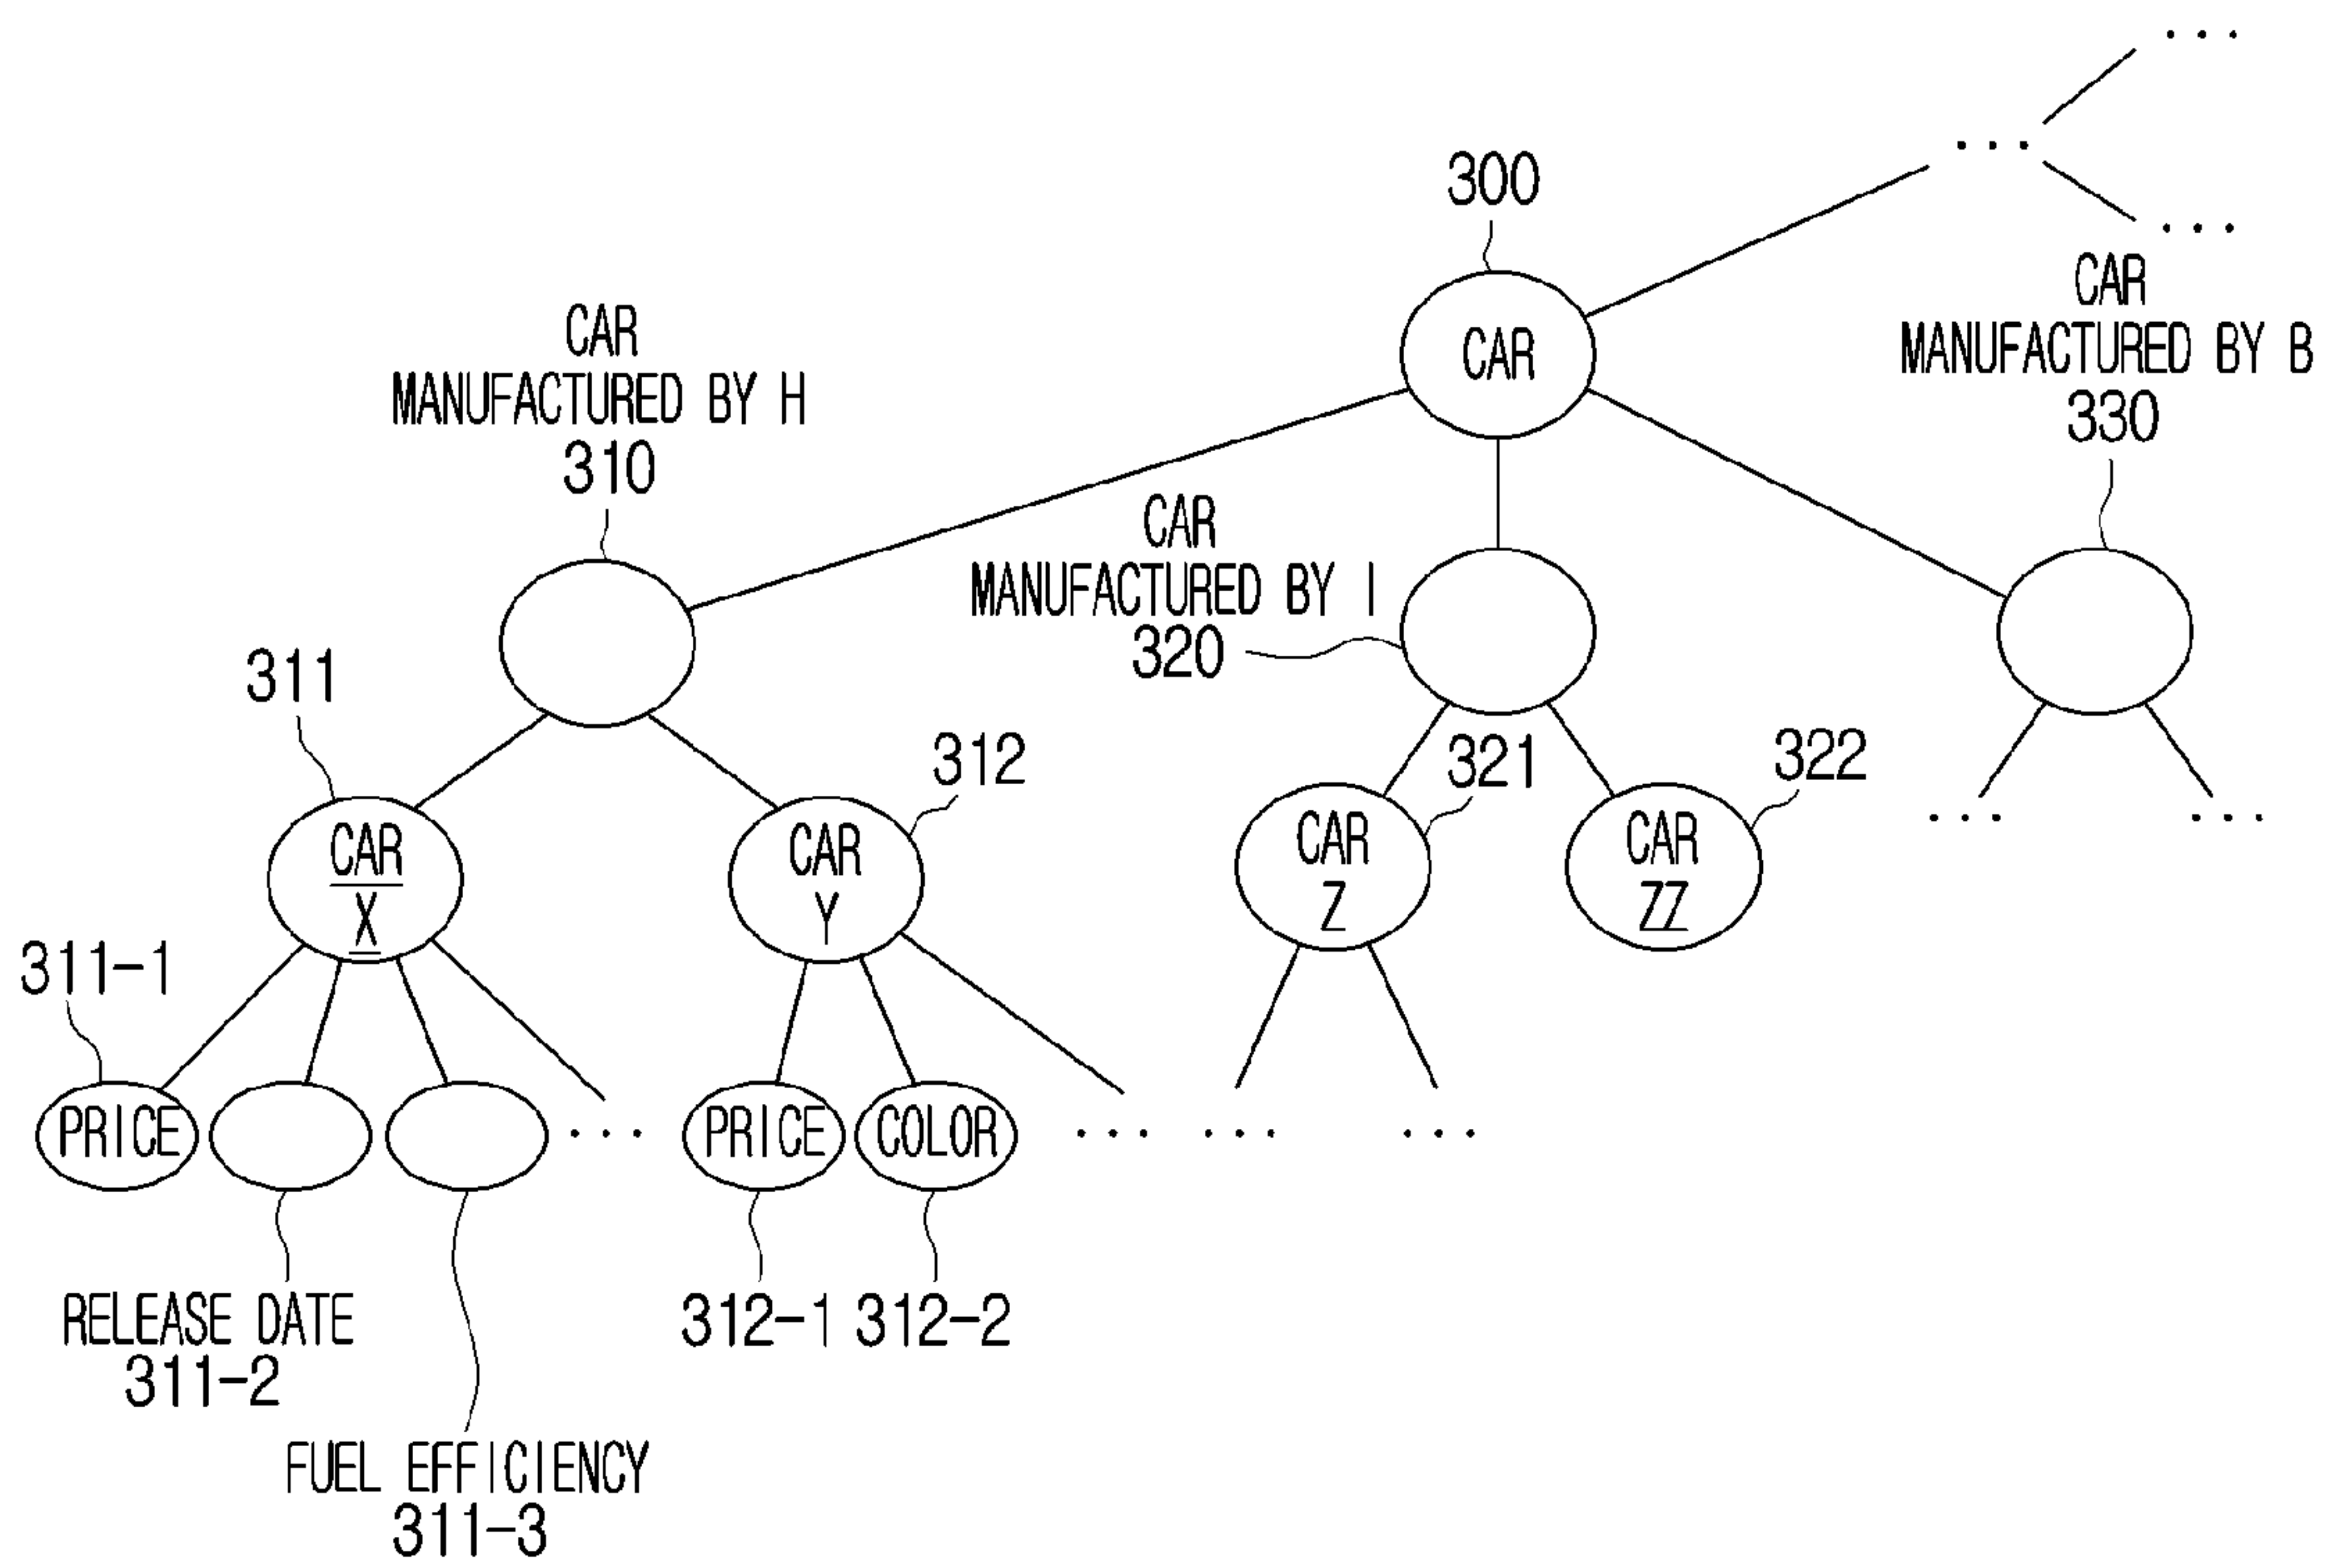 ...
...
300
...
CAR
MANUFACTURED BY B
330
CAR
CAR
MANUFACTURED BY H
310
CAR
MANUFACTURED BY I
320
311
312
321
322
CAR
X
CAR
Y
CAR
Z
CAR
ZZ
...
...
311-1
PRICE
...
PRICE
COLOR
...
...
...
RELEASE DATE
311-2
312-1
312-2
FUEL EFFICIENCY
311-3